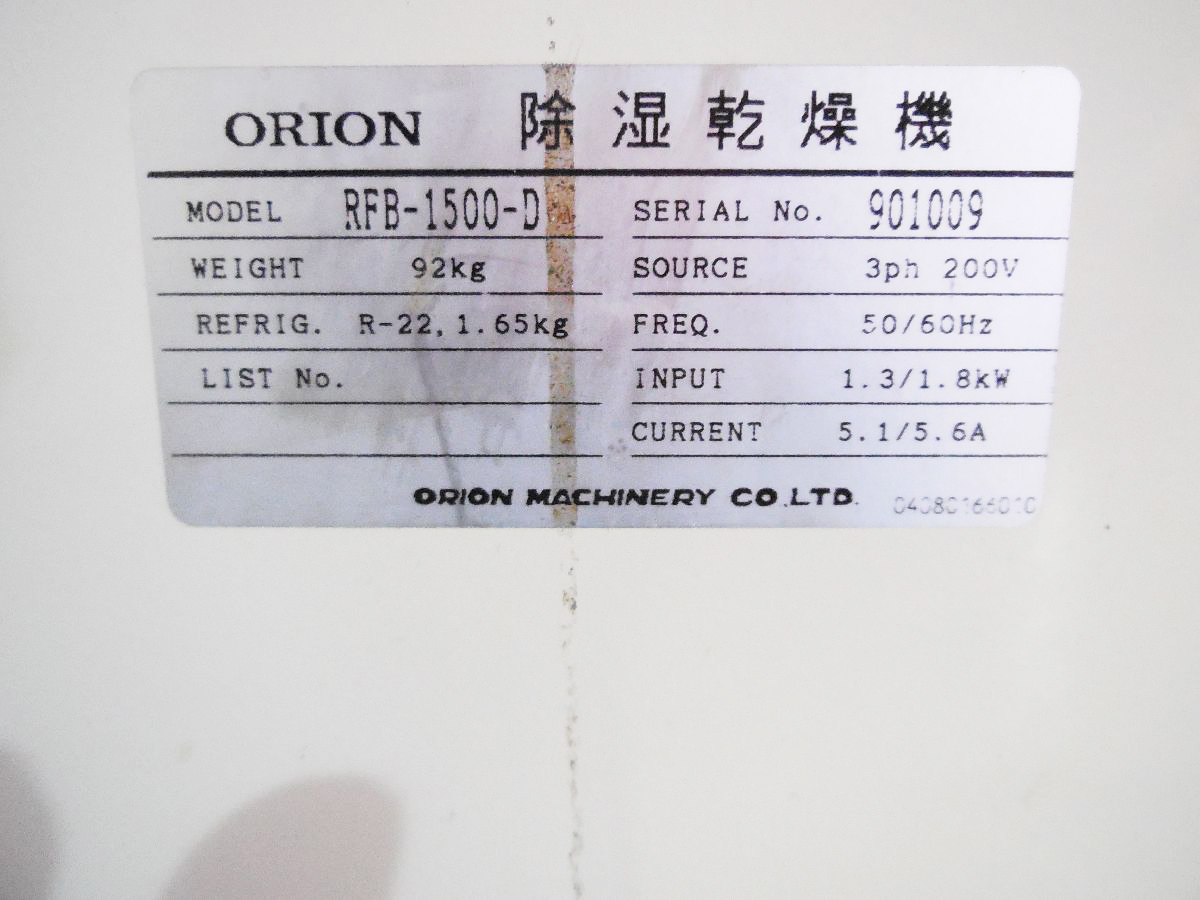 ORION 除湿乾燥機
MODEL RFB-1500-D SERIAL No. 901009
WEIGHT 92kg SOURCE 3ph 200V
REFRIG. R-22, 1.65kg FREQ. 50/60Hz
LIST No. INPUT 1.3/1.8kW
CURRENT 5.1/5.6A
ORION MACHINERY CO.,LTD.